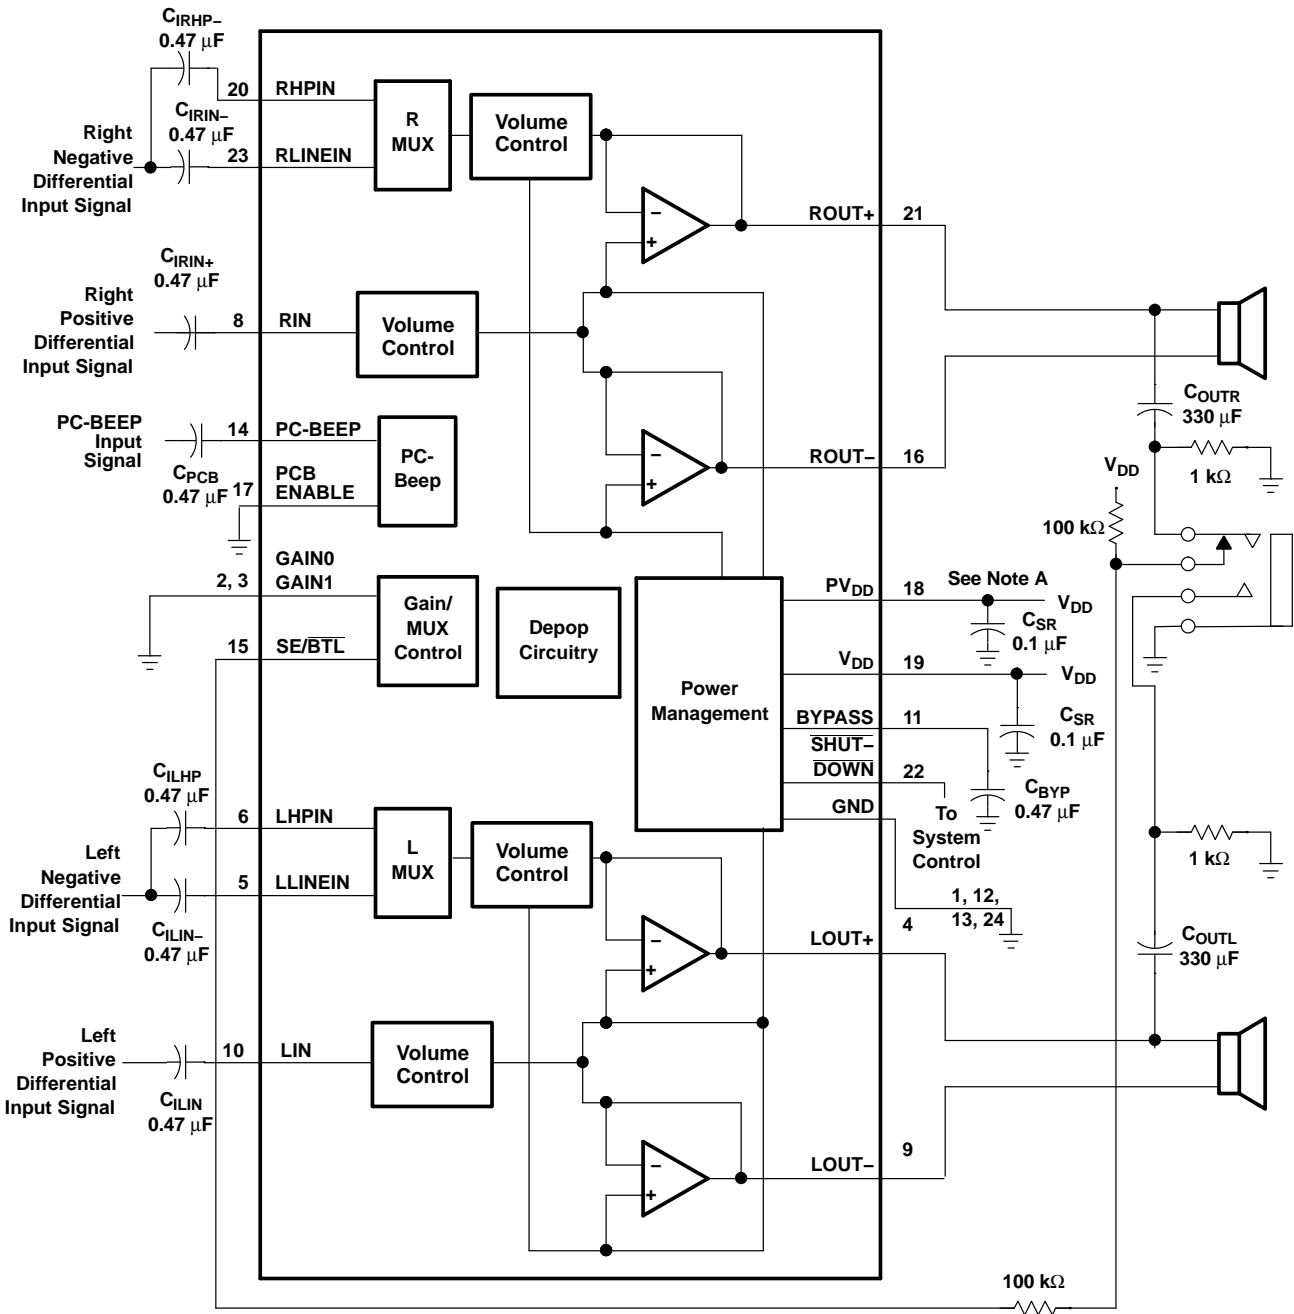 CIRHP−
0.47 μF
20
RHPIN
CIRIN−
0.47 μF
Right
Negative
Differential
Input Signal
23
RLINEIN
R
MUX
Volume
Control
ROUT+
21
CIRIN+
0.47 μF
Right
Positive
Differential
Input Signal
8
RIN
Volume
Control
PC-BEEP
Input
Signal
14
PC-BEEP
CPCB
0.47 μF
17
PCB
ENABLE
PC-
Beep
ROUT−
16
COUTR
330 μF
1 kΩ
VDD
100 kΩ
2, 3
GAIN0
GAIN1
15
SE/BTL
Gain/
MUX
Control
Depop
Circuitry
Power
Management
PVDD
18
See Note A
VDD
CSR
0.1 μF
VDD
19
VDD
CSR
0.1 μF
BYPASS
11
SHUT−
DOWN
22
GND
To
System
Control
CBYP
0.47 μF
1, 12,
13, 24
1 kΩ
COUTL
330 μF
CILHP
0.47 μF
6
LHPIN
Left
Negative
Differential
Input Signal
5
LLINEIN
CILIN−
0.47 μF
L
MUX
Volume
Control
LOUT+
4
Left
Positive
Differential
Input Signal
10
LIN
CILIN
0.47 μF
Volume
Control
LOUT−
9
100 kΩ
−
+
−
+
−
+
−
+